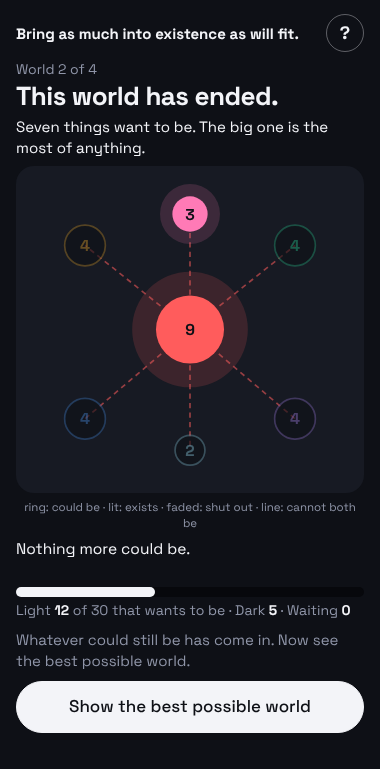 Bring as much into existence as will fit.
?
World 2 of 4
This world has ended.
Seven things want to be. The big one is the
most of anything.
3
4
4
9
4
4
2
ring: could be · lit: exists · faded: shut out · line: cannot both
be
Nothing more could be.
Light 12 of 30 that wants to be · Dark 5 · Waiting 0
Whatever could still be has come in. Now see
the best possible world.
Show the best possible world